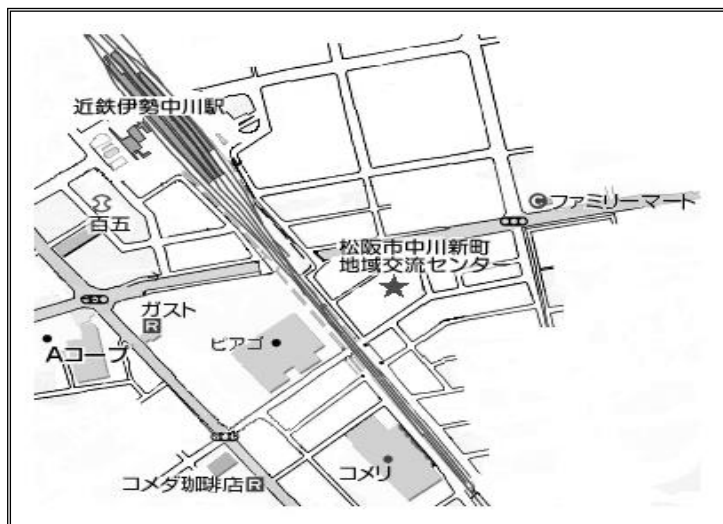 近鉄伊勢中川駅
百五
ファミリーマート
松阪市中川新町
地域交流センター
ガスト
R
Aコープ
ピアゴ
コメダ珈琲店
R
コメリ